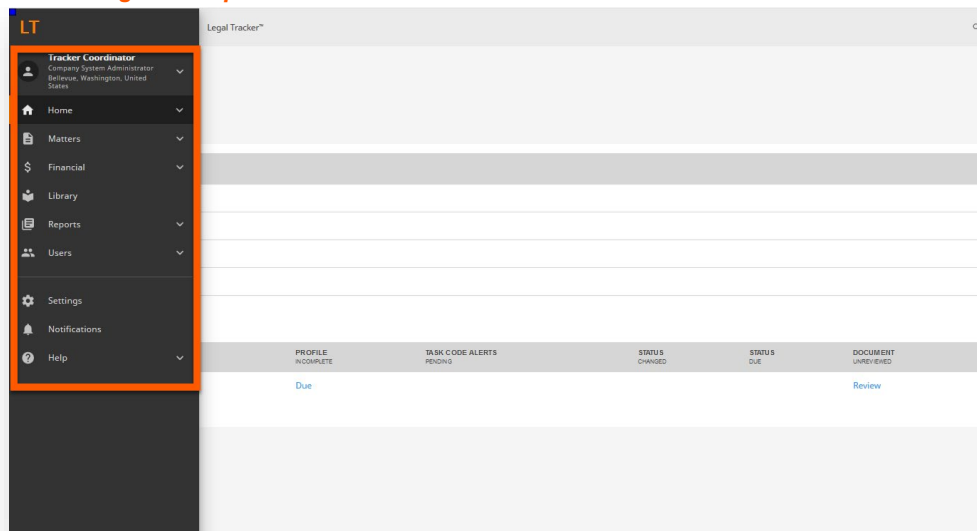 LT
Legal Tracker™
Tracker Coordinator
Company System Administrator
Bellevue, Washington, United
States
Home
Matters
Financial
Library
Reports
Users
Settings
Notifications
Help
PROFILE TASK CODE ALERTS STATUS STATUS DOCUMENT
INCOMPLETE PENDING CHANGED DUE UNREVIEWED
Due Review